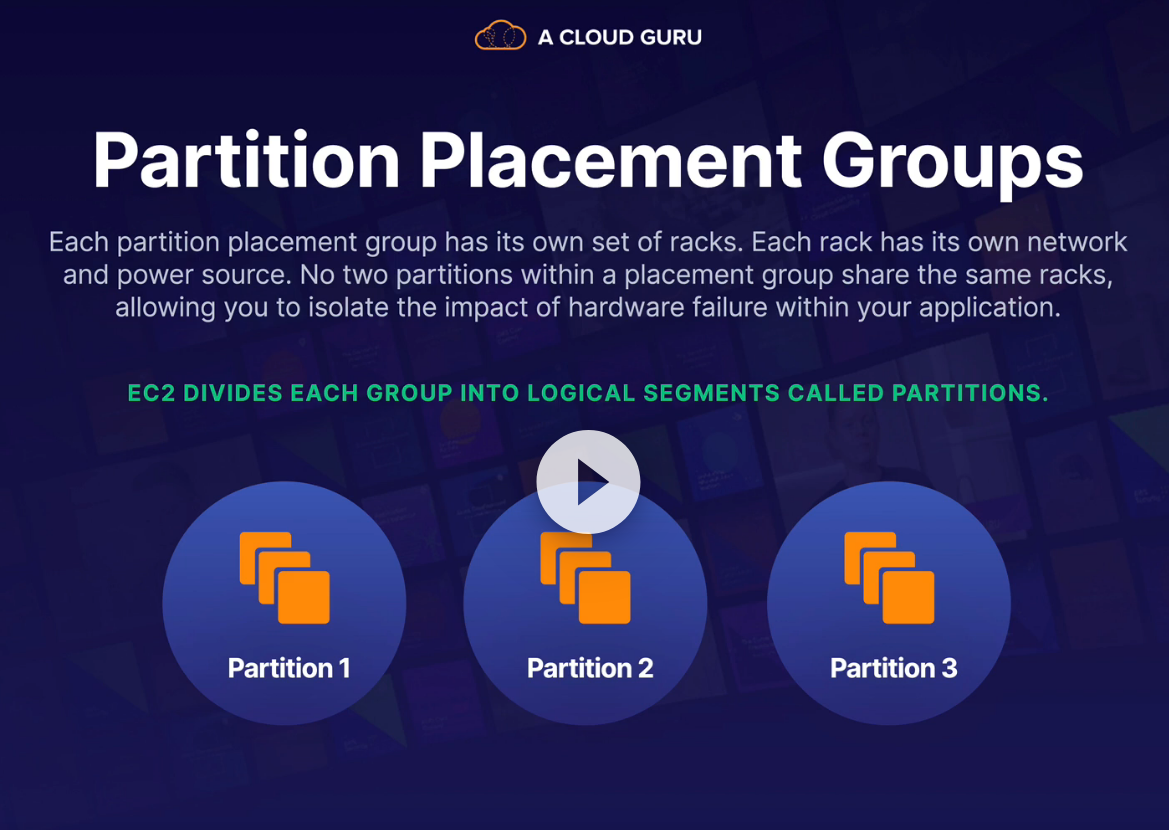 A CLOUD GURU
Partition Placement Groups
Each partition placement group has its own set of racks. Each rack has its own network
and power source. No two partitions within a placement group share the same racks,
allowing you to isolate the impact of hardware failure within your application.
EC2 DIVIDES EACH GROUP INTO LOGICAL SEGMENTS CALLED PARTITIONS.
Partition 1
Partition 2
Partition 3